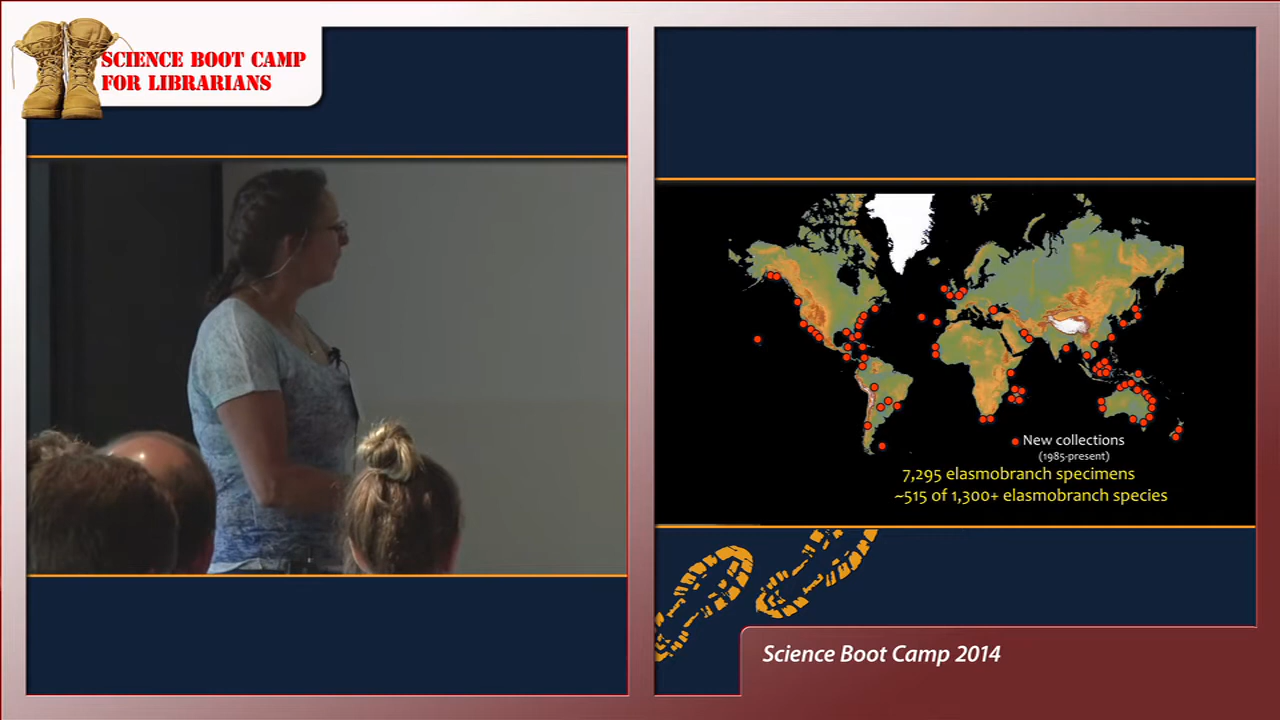 SCIENCE BOOT CAMP
FOR LIBRARIANS
New collections
(1985-present)
7,295 elasmobranch specimens
~515 of 1,300+ elasmobranch species
Science Boot Camp 2014